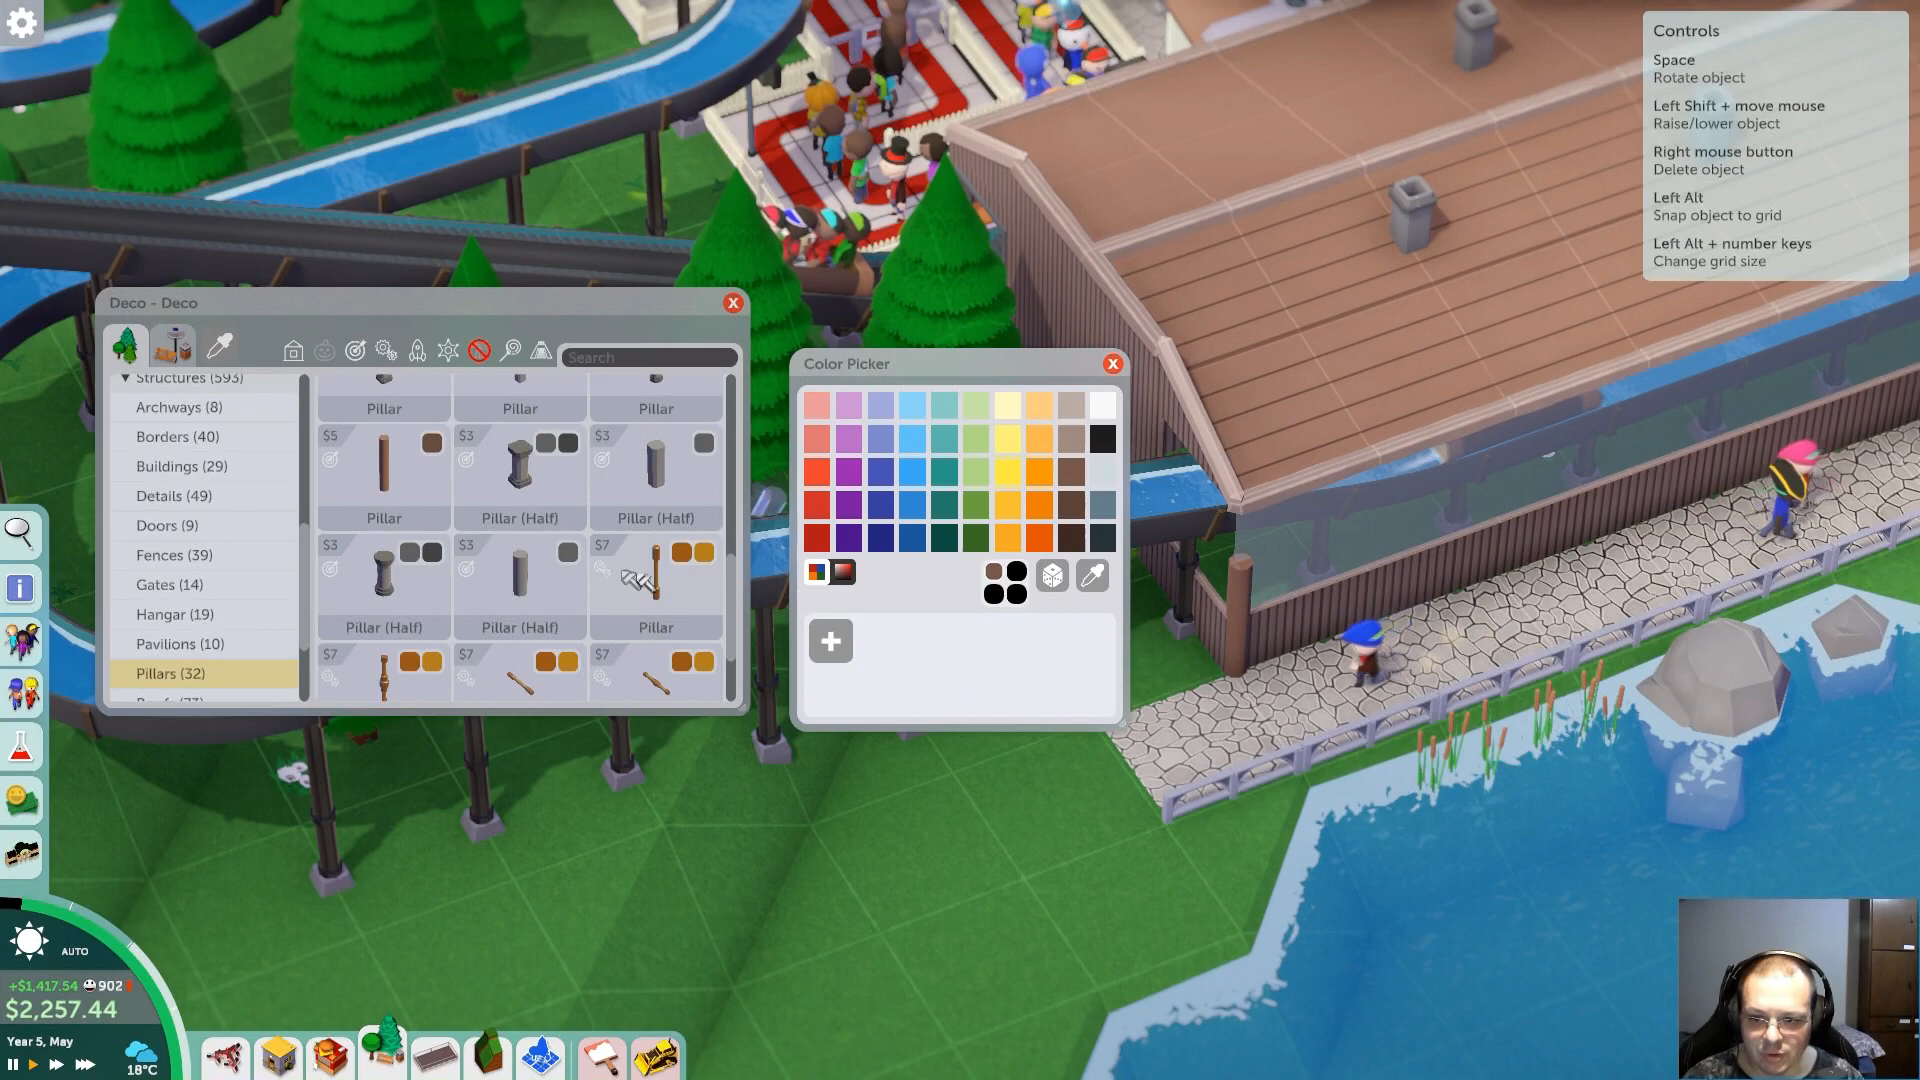 Controls
Space
Rotate object
Left Shift + move mouse
Raise/lower object
Right mouse button
Delete object
Left Alt
Snap object to grid
Left Alt + number keys
Change grid size
Deco - Deco
X
Search
▼ Structures (593)
Archways (8)
Borders (40)
Buildings (29)
Details (49)
Doors (9)
Fences (39)
Gates (14)
Hangar (19)
Pavilions (10)
Pillars (32)
Pillar
Pillar
Pillar
$5
$3
$3
Pillar
Pillar (Half)
Pillar (Half)
$3
$3
$7
Pillar (Half)
Pillar (Half)
Pillar
$7
$7
$7
Color Picker
X
AUTO
+$1,417.54
902
$2,257.44
Year 5, May
18°C